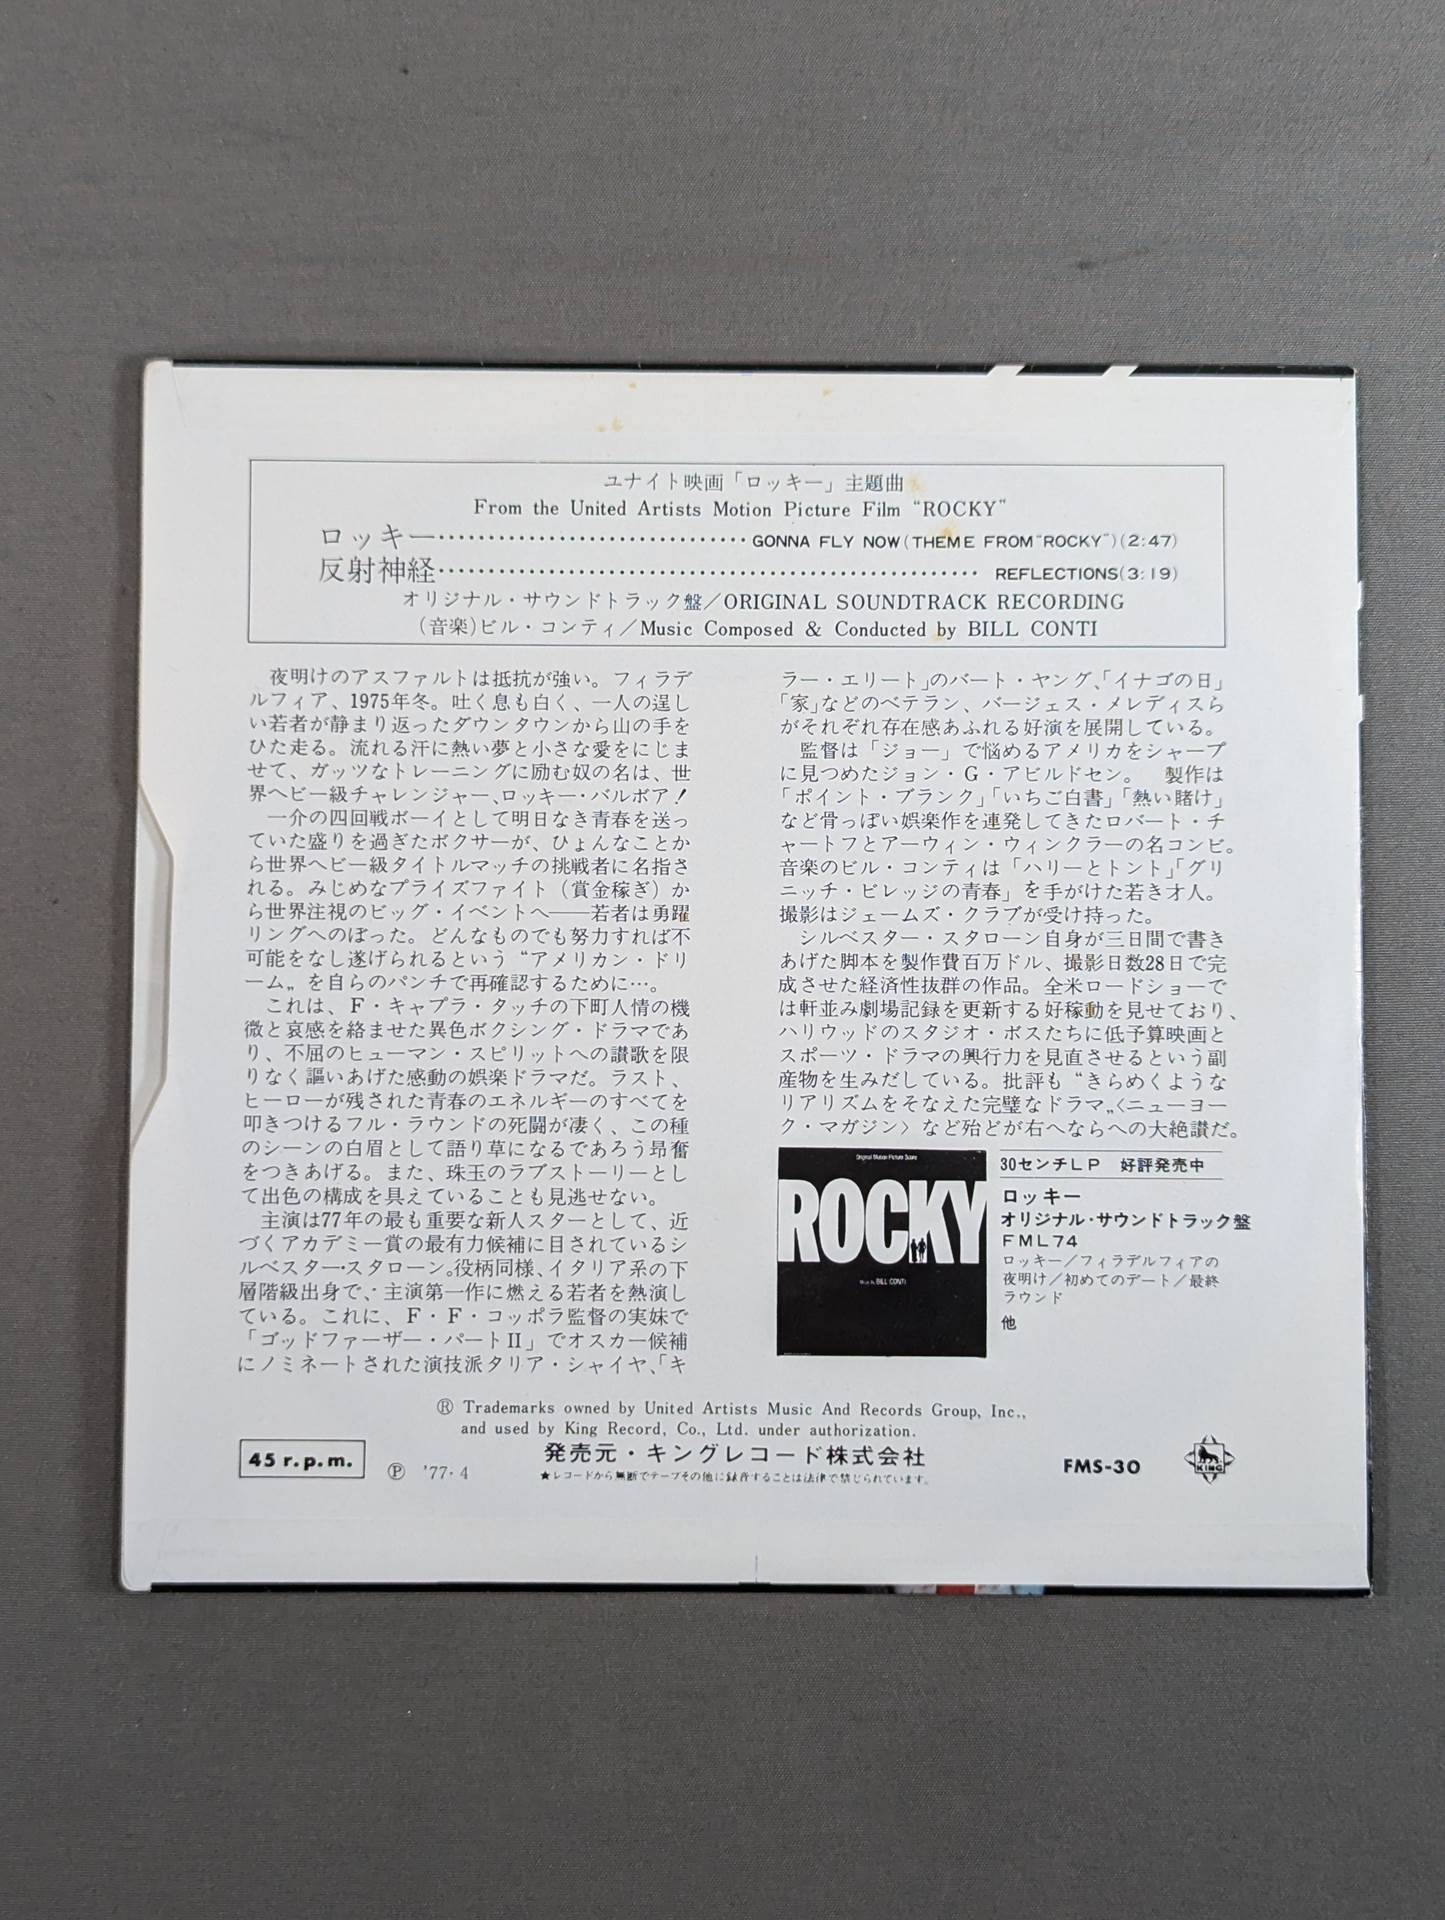 ユナイト映画「ロッキー」主題曲
From the United Artists Motion Picture Film “ROCKY”
ロッキー……………………………GONNA FLY NOW(THEME FROM“ROCKY”)(2:47)
反射神経………………………………………………REFLECTIONS(3:19)
オリジナル・サウンドトラック盤／ORIGINAL SOUNDTRACK RECORDING
(音楽)ビル・コンティ／Music Composed & Conducted by BILL CONTI
夜明けのアスファルトは抵抗が強い。フィラデ
ルフィア、1975年冬。吐く息も白く、一人の逞し
い若者が静まり返ったダウンタウンから山の手を
ひた走る。流れる汗に熱い夢と小さな愛をにじま
せて、ガッツなトレーニングに励む奴の名は、世
界ヘビー級チャレンジャー、ロッキー・バルボア！
一介の四回戦ボーイとして明日なき青春を送っ
ていた盛りを過ぎたボクサーが、ひょんなことか
ら世界ヘビー級タイトルマッチの挑戦者に名指さ
れる。みじめなプライズファイト（賞金稼ぎ）か
ら世界注視のビッグ・イベントへ――若者は勇躍
リングへのぼった。どんなものでも努力すれば不
可能をなし遂げられるという“アメリカン・ドリ
ーム„を自らのパンチで再確認するために…。
これは、F・キャプラ・タッチの下町人情の機
微と哀感を絡ませた異色ボクシング・ドラマであ
り、不屈のヒューマン・スピリットへの讃歌を限
りなく謳いあげた感動の娯楽ドラマだ。ラスト、
ヒーローが残された青春のエネルギーのすべてを
叩きつけるフル・ラウンドの死闘が凄く、この種
のシーンの白眉として語り草になるであろう昂奮
をつきあげる。また、珠玉のラブストーリーとし
て出色の構成を具えていることも見逃せない。
主演は77年の最も重要な新人スターとして、近
づくアカデミー賞の最有力候補に目されているシ
ルベスター・スタローン。役柄同様、イタリア系の下
層階級出身で、主演第一作に燃える若者を熱演し
ている。これに、F・F・コッポラ監督の実妹で
「ゴッドファーザー・パートII」でオスカー候補
にノミネートされた演技派タリア・シャイヤ、「キ
ラー・エリート」のバート・ヤング、「イナゴの日」
「家」などのベテラン、バージェス・メレディスら
がそれぞれ存在感あふれる好演を展開している。
監督は「ジョー」で悩めるアメリカをシャープ
に見つめたジョン・G・アビルドセン。　製作は
「ポイント・ブランク」「いちご白書」「熱い賭け」
など骨っぽい娯楽作を連発してきたロバート・チ
ャートフとアーウィン・ウィンクラーの名コンビ。
音楽のビル・コンティは「ハリーとトント」「グリ
ニッチ・ビレッジの青春」を手がけた若き才人。
撮影はジェームズ・クラブが受け持った。
シルベスター・スタローン自身が三日間で書き
あげた脚本を製作費百万ドル、撮影日数28日で完
成させた経済性抜群の作品。全米ロードショーで
は軒並み劇場記録を更新する好稼動を見せており、
ハリウッドのスタジオ・ボスたちに低予算映画と
スポーツ・ドラマの興行力を見直させるという副
産物を生みだしている。批評も“きらめくような
リアリズムをそなえた完璧なドラマ„〈ニューヨー
ク・マガジン〉など殆どが右へならへの大絶讃だ。
Original Motion Picture Score
ROCKY
Music by BILL CONTI
30センチLP　好評発売中
ロッキー
オリジナル・サウンドトラック盤
FML74
ロッキー／フィラデルフィアの
夜明け／初めてのデート／最終
ラウンド
他
® Trademarks owned by United Artists Music And Records Group, Inc.,
and used by King Record, Co., Ltd. under authorization.
発売元・キングレコード株式会社
45 r.p.m.
Ⓟ '77・4
★レコードから無断でテープその他に録音することは法律で禁じられています。
FMS-30
KING